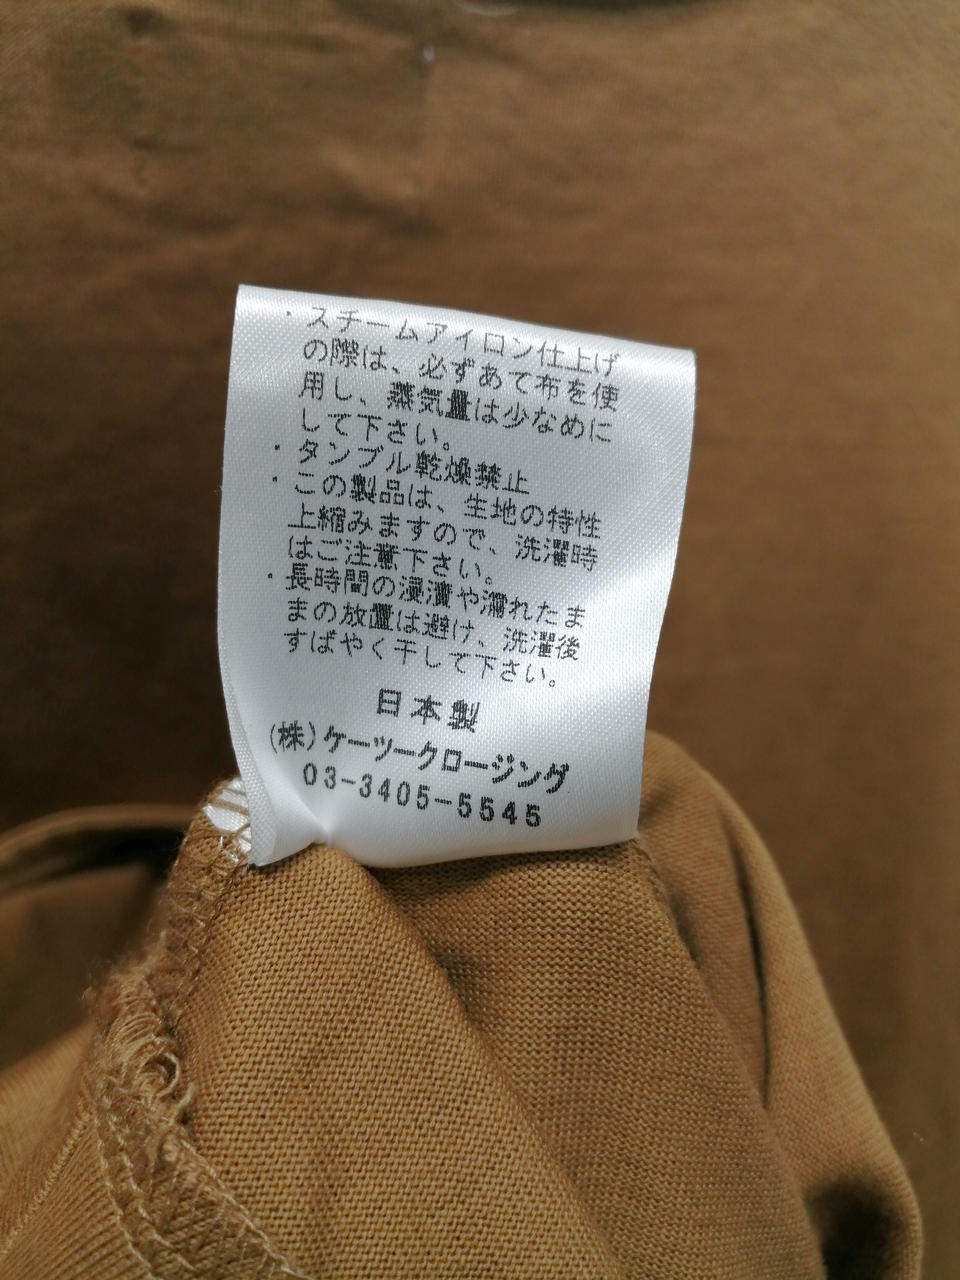 ・スチームアイロン仕上げ
の際は、必ずあて布を使
用し、蒸気量は少なめに
して下さい。
・タンブル乾燥禁止
・この製品は、生地の特性
上縮みますので、洗濯時
はご注意下さい。
・長時間の浸漬や濡れたま
まの放置は避け、洗濯後
すばやく干して下さい。
日本製
(株)ケーツークロージング
03-3405-5545